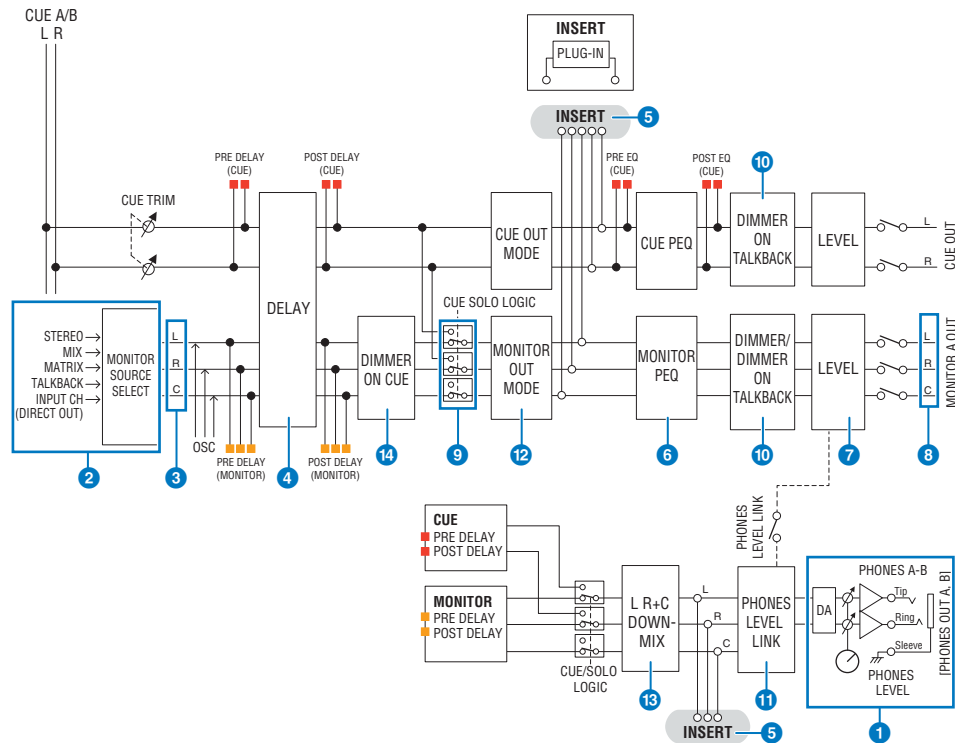 CUE A/B
L R
INSERT
PLUG-IN
INSERT
5
PRE DELAY
(CUE)
POST DELAY
(CUE)
PRE EQ
(CUE)
POST EQ
(CUE)
10
CUE TRIM
DELAY
CUE OUT
MODE
CUE PEQ
DIMMER
ON
TALKBACK
LEVEL
L
R
CUE OUT
CUE SOLO LOGIC
STEREO
MIX
MATRIX
TALKBACK
INPUT CH
(DIRECT OUT)
MONITOR
SOURCE
SELECT
L
R
C
OSC
DIMMER
ON CUE
MONITOR
OUT
MODE
MONITOR
PEQ
DIMMER/
DIMMER
ON
TALKBACK
LEVEL
L
R
C
MONITOR A OUT
PRE DELAY
(MONITOR)
POST DELAY
(MONITOR)
2
3
4
14
9
12
6
10
7
8
PHONES
LEVEL LINK
CUE
PRE DELAY
POST DELAY
MONITOR
PRE DELAY
POST DELAY
CUE/SOLO
LOGIC
L R+C
DOWN-
MIX
L
R
C
PHONES
LEVEL
LINK
PHONES A-B
DA
Tip
Ring
Sleeve
PHONES
LEVEL
[PHONES OUT A, B]
13
11
INSERT
5
1